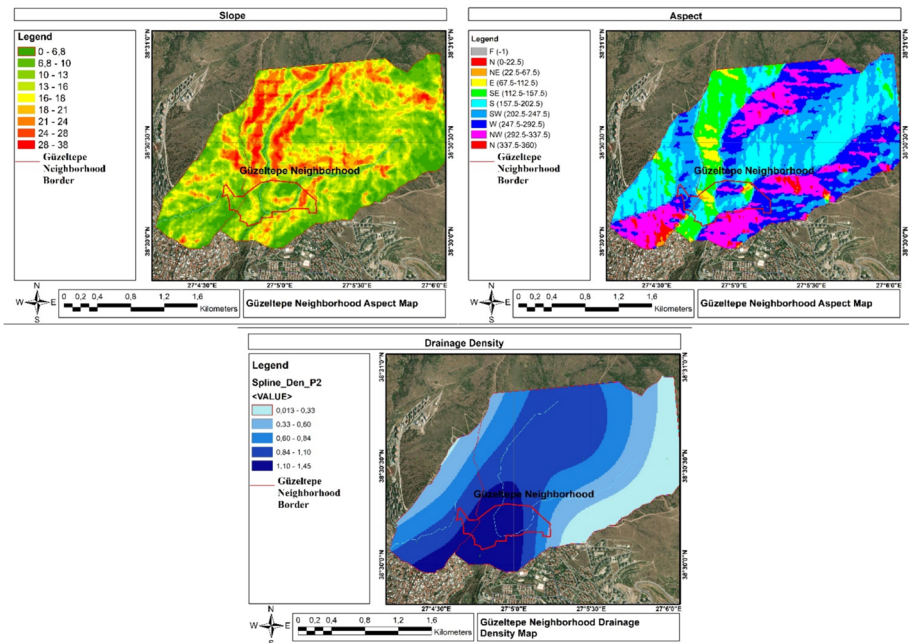 Slope
Legend
0 - 6,8
6,8 - 10
10 - 13
13 - 16
16- 18
18 - 21
21 - 24
24 - 28
28 - 38
Güzeltepe
Neighborhood
Border
Güzeltepe Neighborhood
38°31'0"N
38°30'30"N
38°30'0"N
27°4'30"E
27°5'0"E
27°5'30"E
27°6'0"E
N
W E
S
0 0,2 0,4 0,8 1,2 1,6
Kilometers
Güzeltepe Neighborhood Aspect Map
Aspect
Legend
F (-1)
N (0-22.5)
NE (22.5-67.5)
E (67.5-112.5)
SE (112.5-157.5)
S (157.5-202.5)
SW (202.5-247.5)
W (247.5-292.5)
NW (292.5-337.5)
N (337.5-360)
Güzeltepe
Neighborhood
Border
Güzeltepe Neighborhood
38°31'0"N
38°30'30"N
38°30'0"N
27°4'30"E
27°5'0"E
27°5'30"E
27°6'0"E
N
W E
S
0 0,2 0,4 0,8 1,2 1,6
Kilometers
Güzeltepe Neighborhood Aspect Map
Drainage Density
Legend
Spline_Den_P2
<VALUE>
0,013 - 0,33
0,33 - 0,60
0,60 - 0,84
0,84 - 1,10
1,10 - 1,45
Güzeltepe
Neighborhood
Border
Güzeltepe Neighborhood
38°31'0"N
38°30'30"N
38°30'0"N
27°4'30"E
27°5'0"E
27°5'30"E
27°6'0"E
N
W E
S
0 0,2 0,4 0,8 1,2 1,6
Kilometers
Güzeltepe Neighborhood Drainage
Density Map